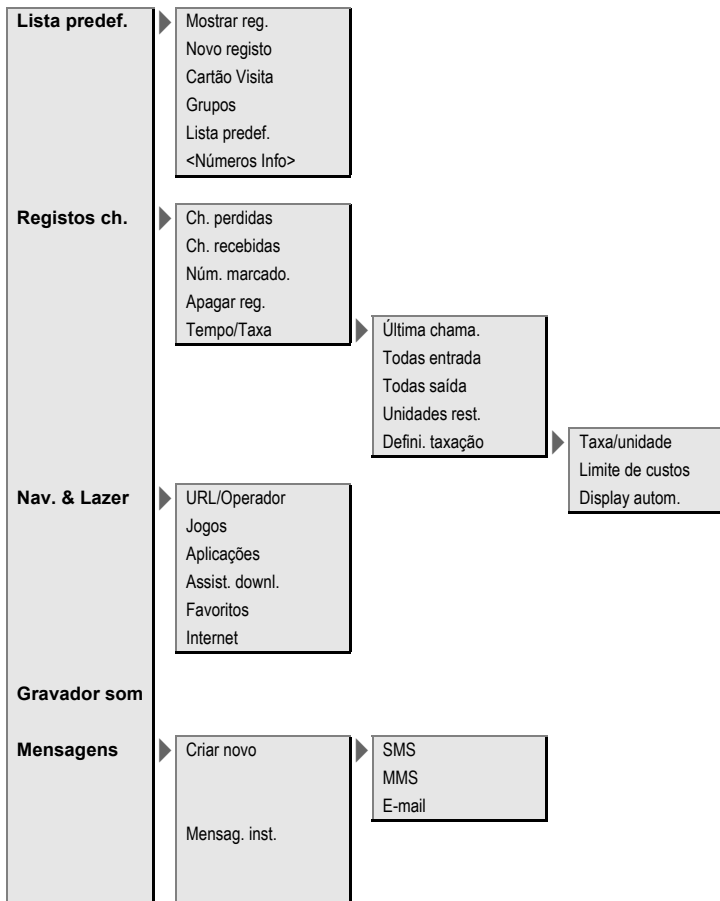 Lista predef.
Mostrar reg.
Novo registo
Cartão Visita
Grupos
Lista predef.
<Números Info>
Registos ch.
Ch. perdidas
Ch. recebidas
Núm. marcado.
Apagar reg.
Tempo/Taxa
Última chama.
Todas entrada
Todas saída
Unidades rest.
Defini. taxação
Taxa/unidade
Limite de custos
Display autom.
Nav. & Lazer
URL/Operador
Jogos
Aplicações
Assist. downl.
Favoritos
Internet
Gravador som
Mensagens
Criar novo
SMS
MMS
E-mail
Mensag. inst.